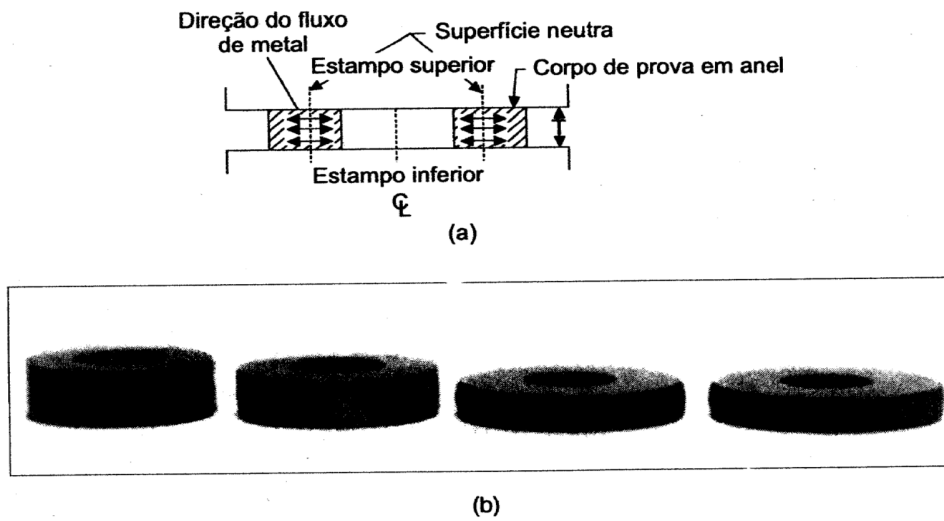 Direção do fluxo
de metal
Superfície neutra
Estampo superior
Corpo de prova em anel
Estampo inferior
℄
(a)
(b)